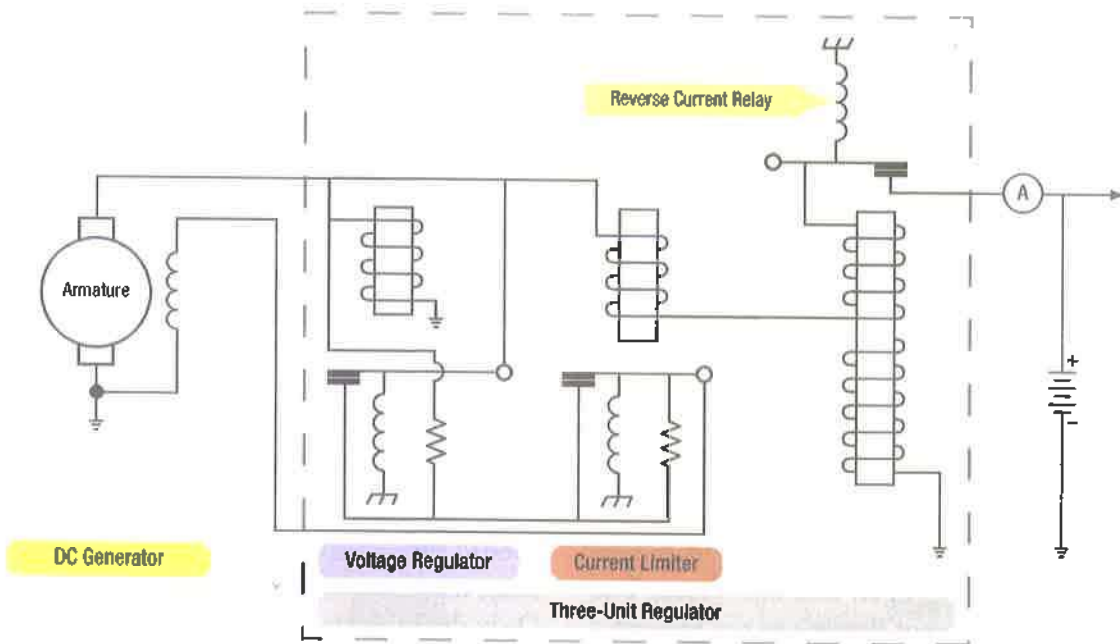 Reverse Current Relay
A
Armature
+
-
DC Generator
Voltage Regulator
Current Limiter
Three-Unit Regulator